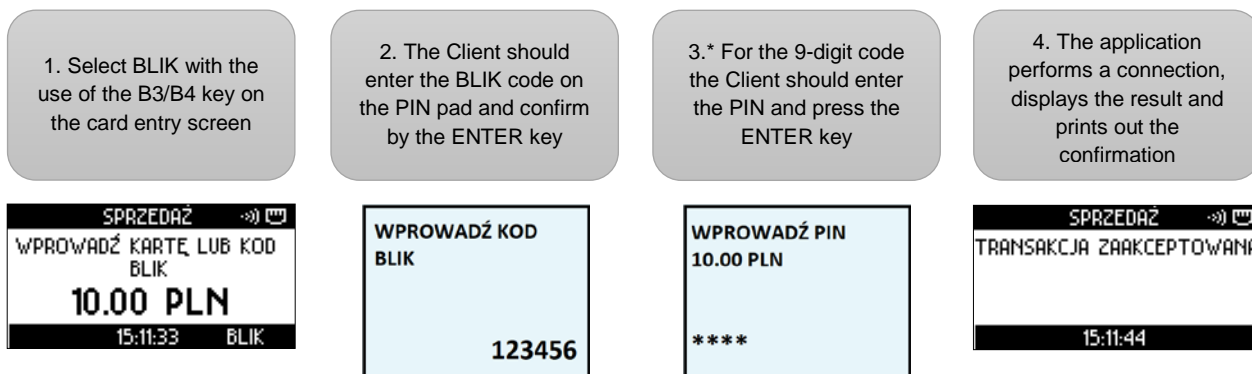 1. Select BLIK with the
use of the B3/B4 key on
the card entry screen
2. The Client should
enter the BLIK code on
the PIN pad and confirm
by the ENTER key
3.* For the 9-digit code
the Client should enter
the PIN and press the
ENTER key
4. The application
performs a connection,
displays the result and
prints out the
confirmation
SPRZEDAŻ
WPROWADŹ KARTĘ LUB KOD
BLIK
10.00 PLN
15:11:33 BLIK
WPROWADŹ KOD
BLIK
123456
WPROWADŹ PIN
10.00 PLN
****
SPRZEDAŻ
TRANSAKCJA ZAAKCEPTOWANA
15:11:44